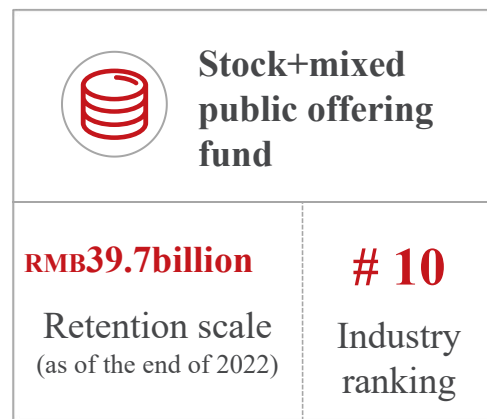 Stock+mixed
public offering
fund
RMB39.7billion
Retention scale
(as of the end of 2022)
# 10
Industry
ranking